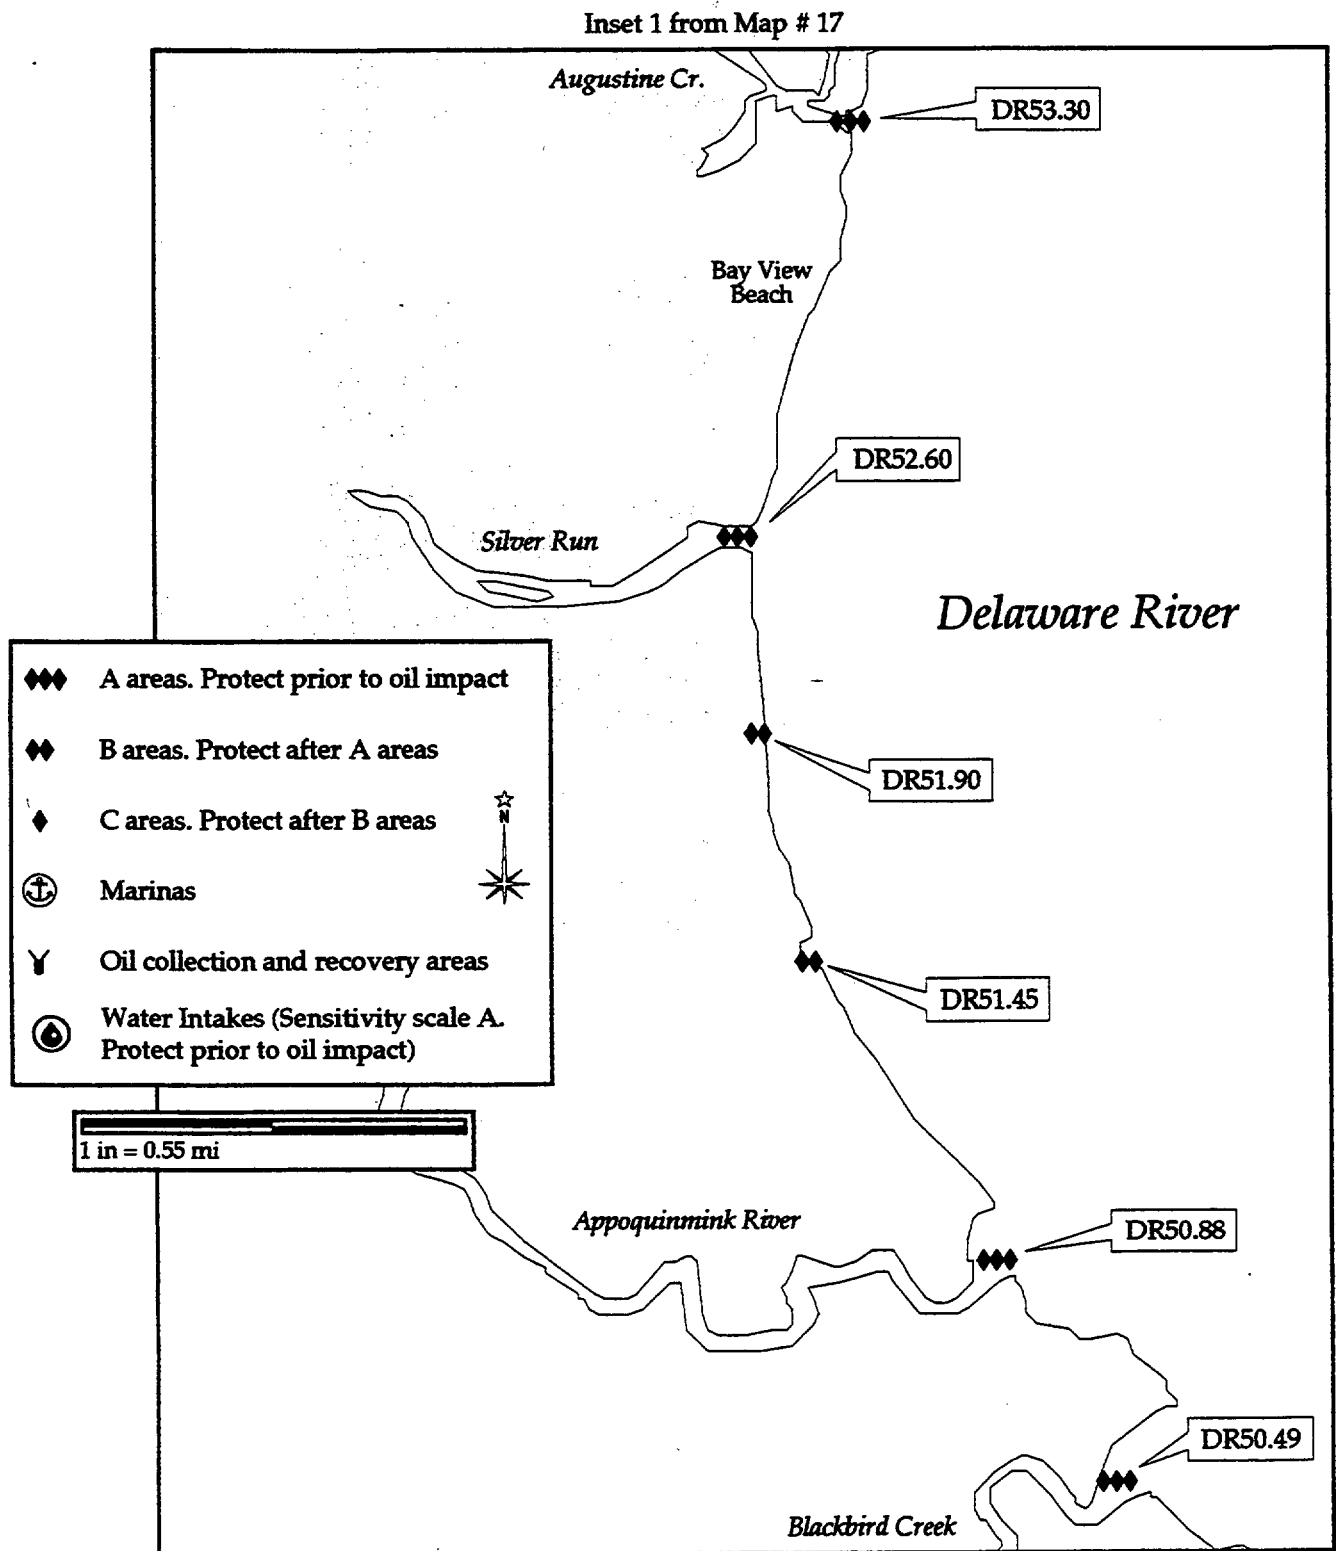 Inset 1 from Map # 17
Augustine Cr.
DR53.30
Bay View
Beach
DR52.60
Silver Run
Delaware River
A areas. Protect prior to oil impact
B areas. Protect after A areas
DR51.90
C areas. Protect after B areas
N
Marinas
Oil collection and recovery areas
DR51.45
Water Intakes (Sensitivity scale A.
Protect prior to oil impact)
1 in = 0.55 mi
Appoquinmink River
DR50.88
DR50.49
Blackbird Creek